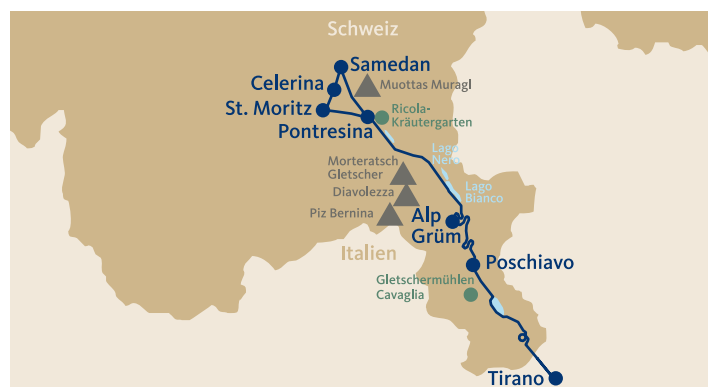 Schweiz
Samedan
Celerina
Muottas Muragl
St. Moritz
Ricola-
Kräutergarten
Pontresina
Lago
Nero
Morteratsch
Gletscher
Diavolezza
Lago
Bianco
Piz Bernina
Alp
Grüm
Italien
Poschiavo
Gletschermühlen
Cavaglia
Tirano